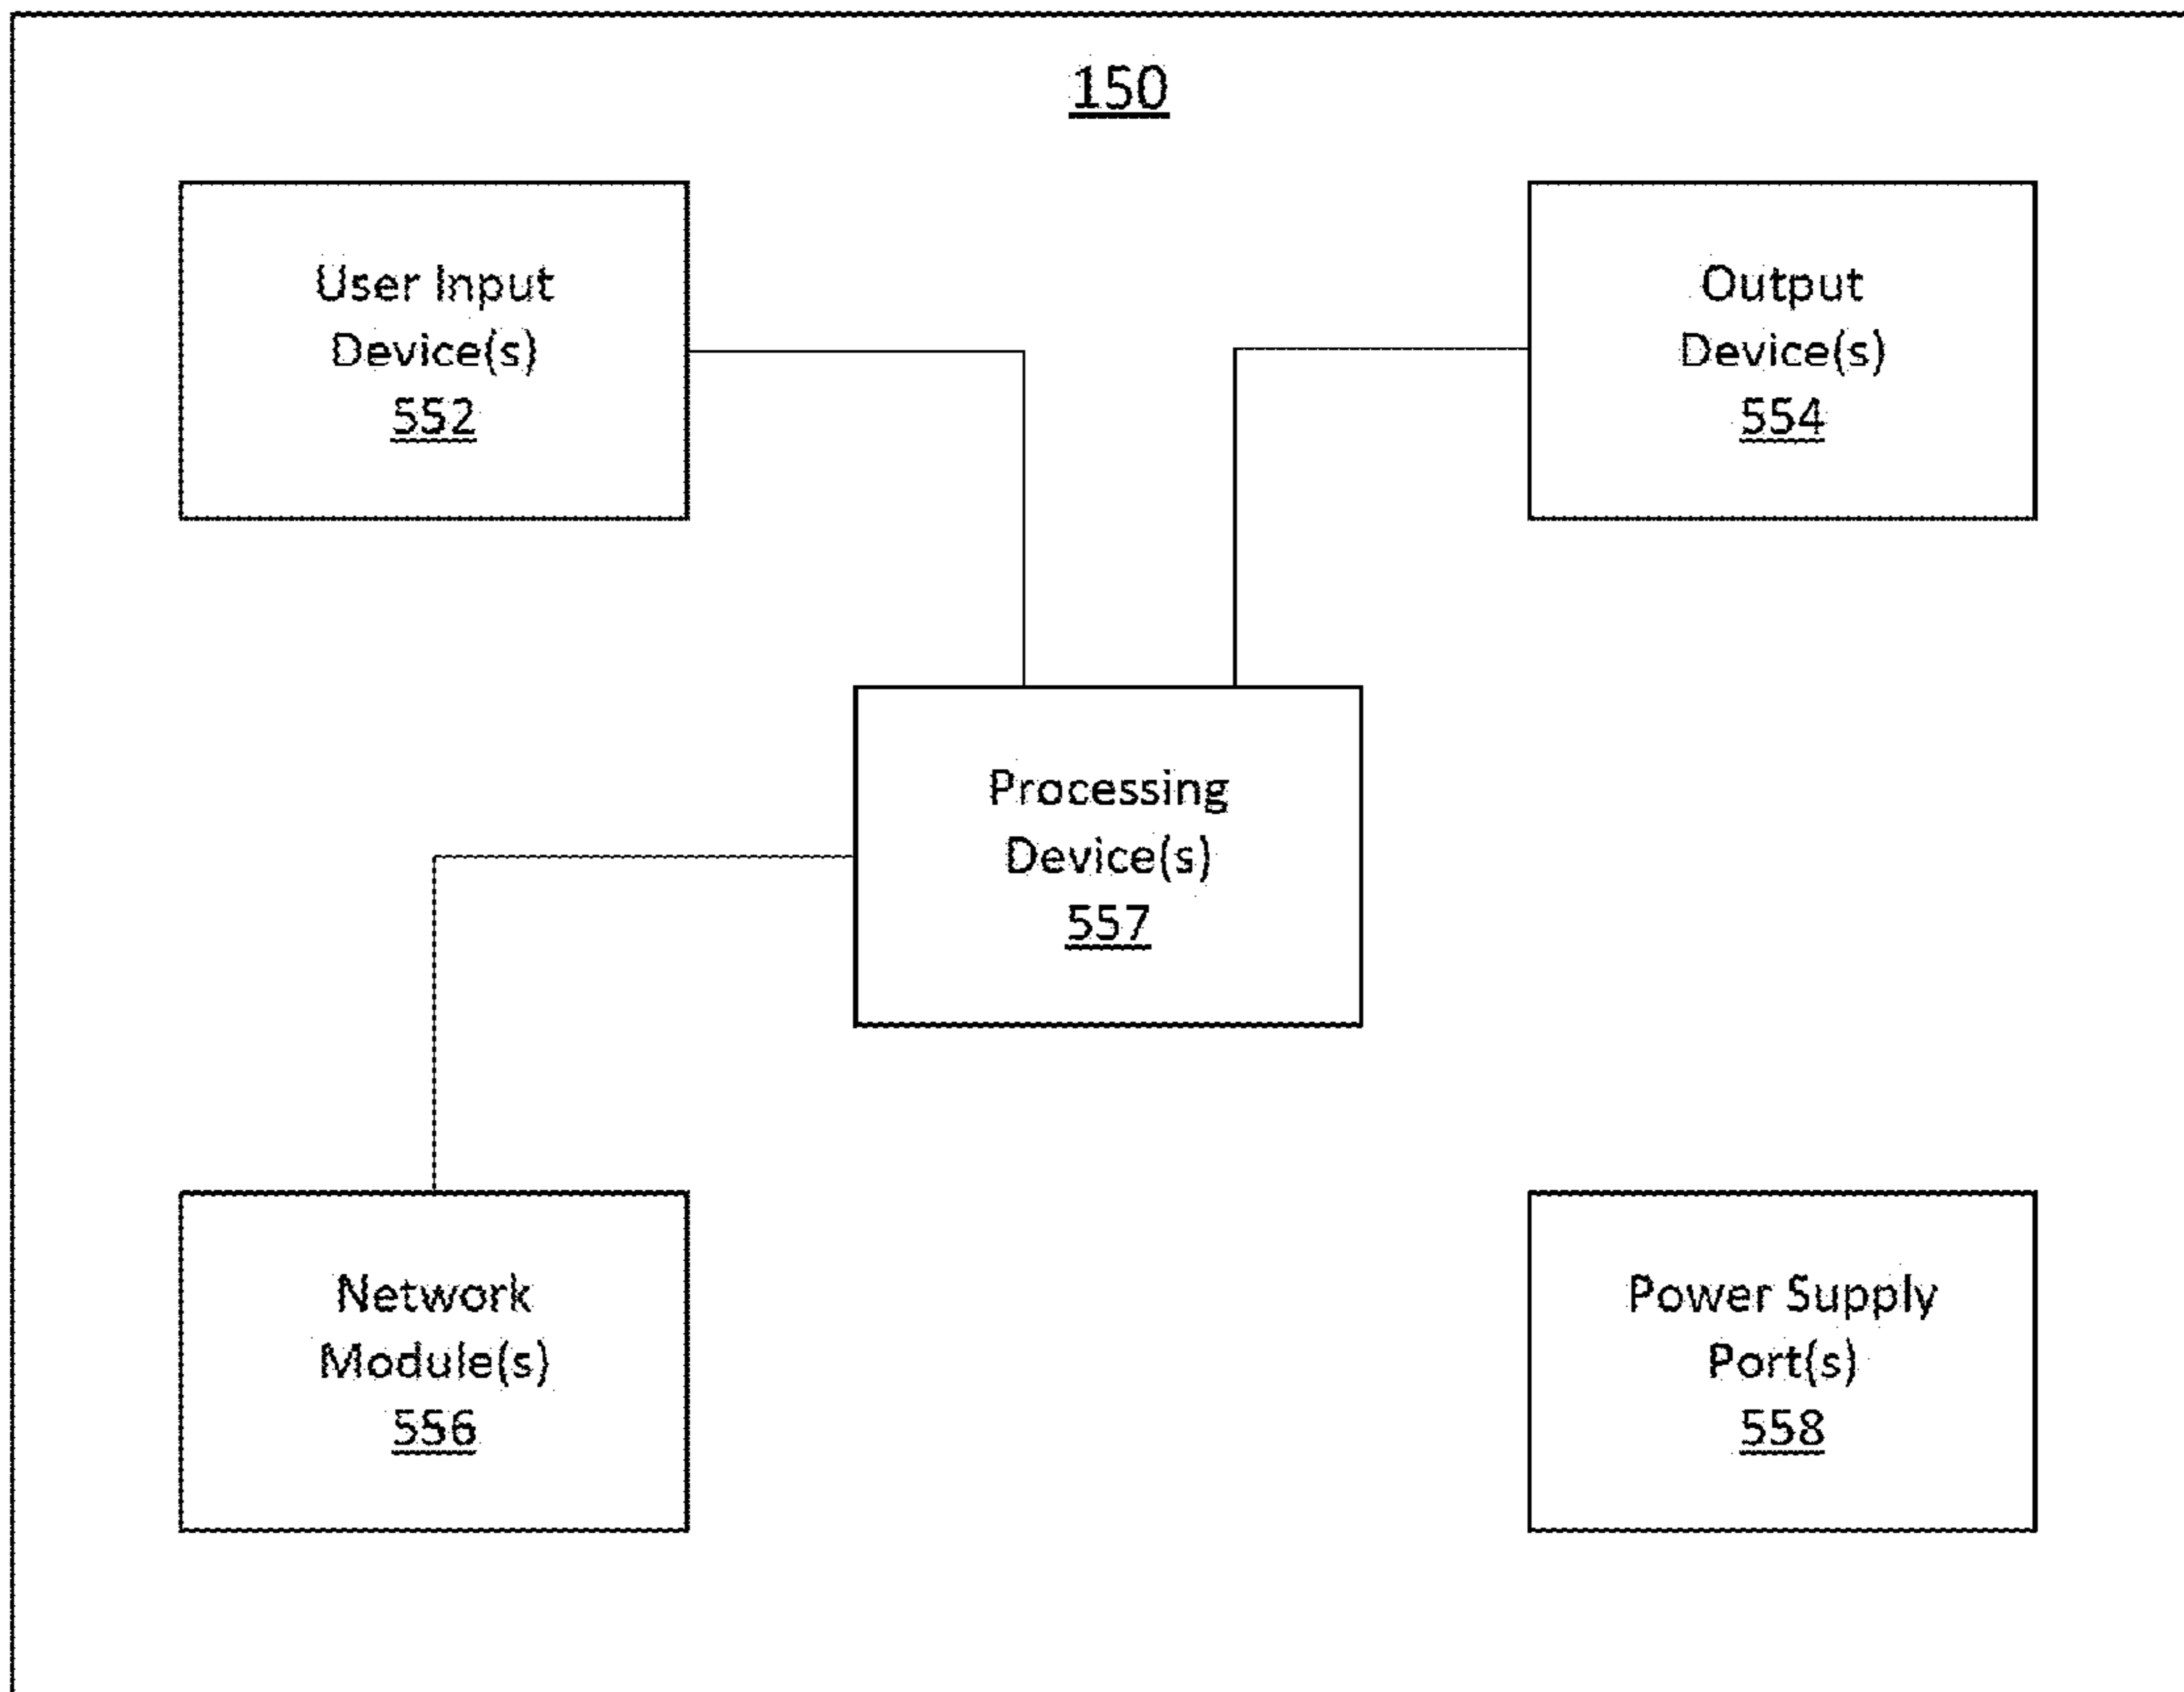 150
User Input
Device(s)
552
Output
Device(s)
554
Processing
Device(s)
557
Network
Module(s)
556
Power Supply
Port(s)
558